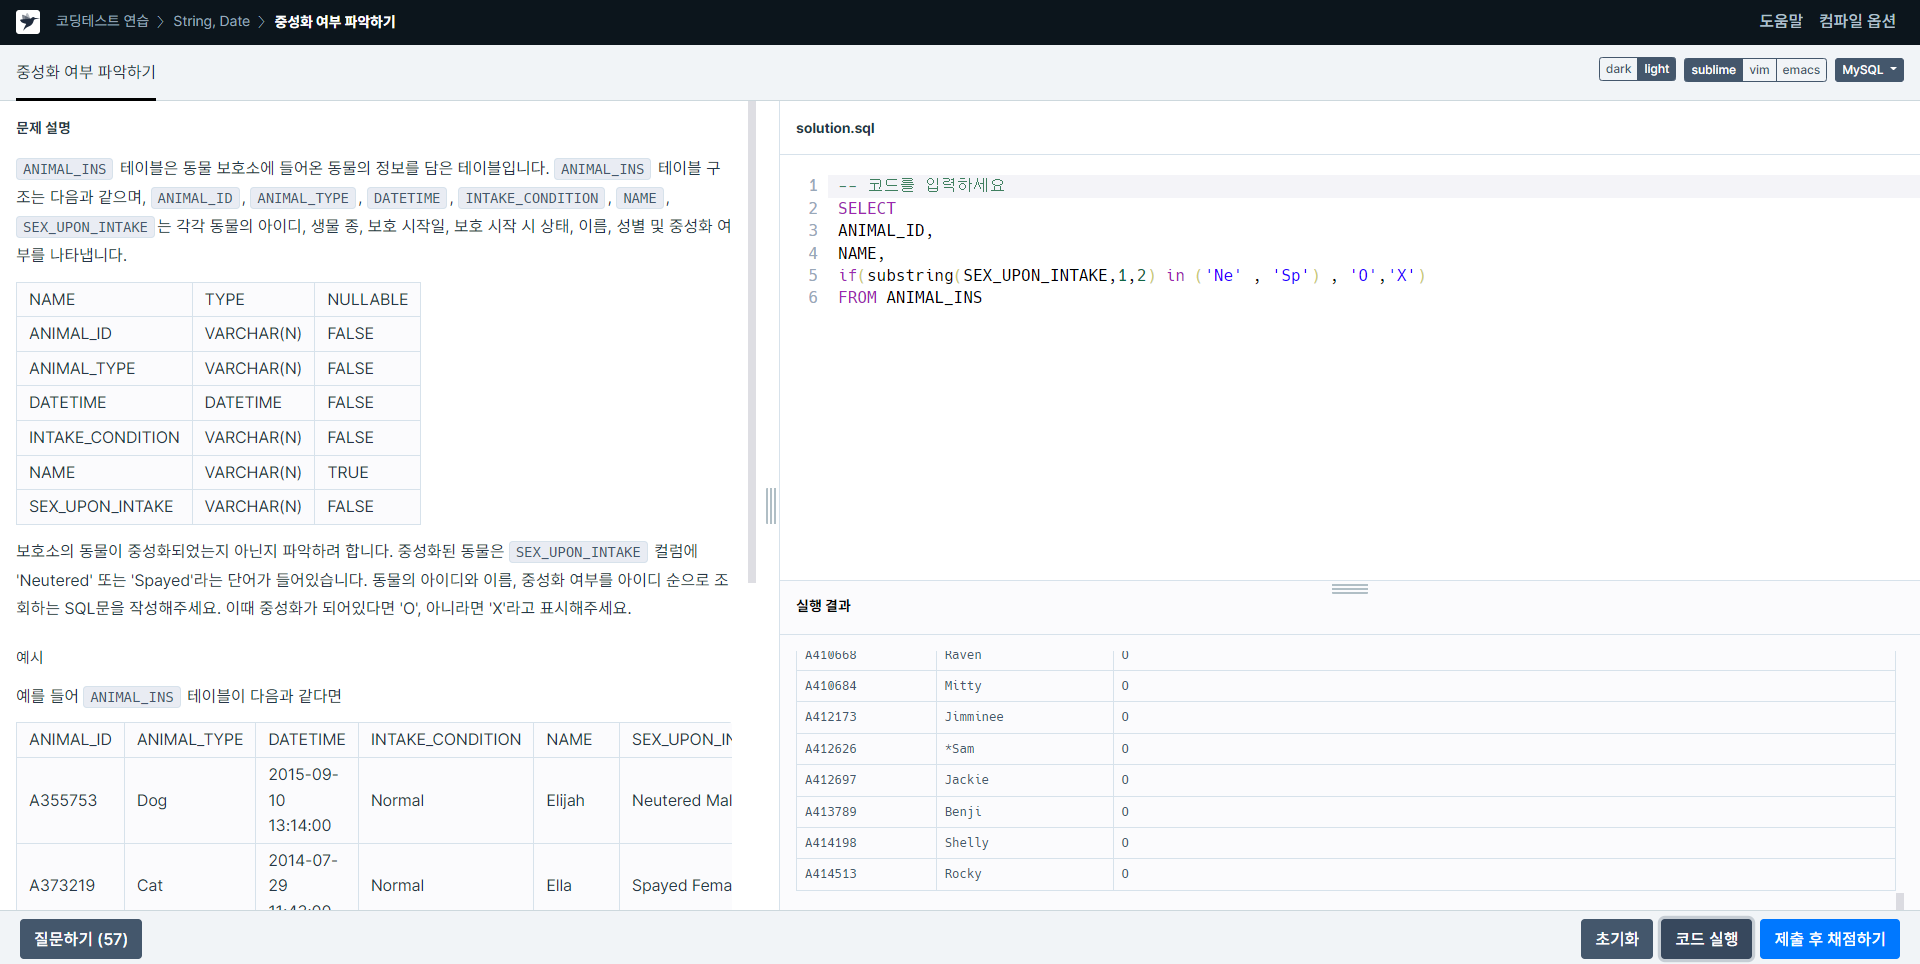 코딩테스트 연습 > String, Date > 중성화 여부 파악하기
도움말 컴파일 옵션
중성화 여부 파악하기
dark light sublime vim emacs MySQL
문제 설명
ANIMAL_INS 테이블은 동물 보호소에 들어온 동물의 정보를 담은 테이블입니다. ANIMAL_INS 테이블 구
조는 다음과 같으며, ANIMAL_ID, ANIMAL_TYPE, DATETIME, INTAKE_CONDITION, NAME,
SEX_UPON_INTAKE는 각각 동물의 아이디, 생물 종, 보호 시작일, 보호 시작 시 상태, 이름, 성별 및 중성화 여
부를 나타냅니다.
NAME TYPE NULLABLE
ANIMAL_ID VARCHAR(N) FALSE
ANIMAL_TYPE VARCHAR(N) FALSE
DATETIME DATETIME FALSE
INTAKE_CONDITION VARCHAR(N) FALSE
NAME VARCHAR(N) TRUE
SEX_UPON_INTAKE VARCHAR(N) FALSE
보호소의 동물이 중성화되었는지 아닌지 파악하려 합니다. 중성화된 동물은 SEX_UPON_INTAKE 컬럼에
'Neutered' 또는 'Spayed'라는 단어가 들어있습니다. 동물의 아이디와 이름, 중성화 여부를 아이디 순으로 조
회하는 SQL문을 작성해주세요. 이때 중성화가 되어있다면 'O', 아니라면 'X'라고 표시해주세요.
예시
예를 들어 ANIMAL_INS 테이블이 다음과 같다면
ANIMAL_ID ANIMAL_TYPE DATETIME INTAKE_CONDITION NAME SEX_UPON_IN
2015-09-
A355753 Dog 10 Normal Elijah Neutered Mal
13:14:00
2014-07-
A373219 Cat 29 Normal Ella Spayed Fema
11:43:00
solution.sql
1 -- 코드를 입력하세요
2 SELECT
3 ANIMAL_ID,
4 NAME,
5 if(substring(SEX_UPON_INTAKE,1,2) in ('Ne' , 'Sp') , 'O','X')
6 FROM ANIMAL_INS
실행 결과
A410668 Raven O
A410684 Mitty O
A412173 Jimminee O
A412626 *Sam O
A412697 Jackie O
A413789 Benji O
A414198 Shelly O
A414513 Rocky O
질문하기 (57)
초기화 코드 실행 제출 후 채점하기